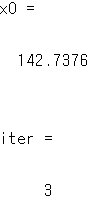 x0 =
142.7376
iter =
3